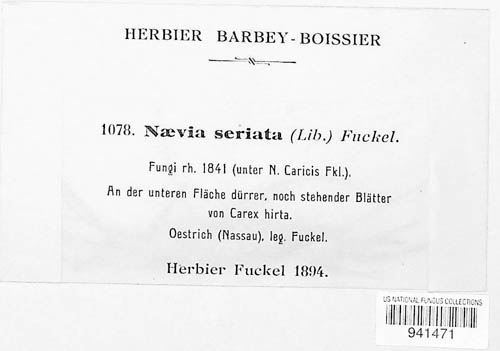 HERBIER BARBEY-BOISSIER
1078. Nævia seriata (Lib.) Fuckel.
Fungi rh. 1841 (unter N. Caricis Fkl.).
An der unteren Fläche dürrer, noch stehender Blätter
von Carex hirta.
Oestrich (Nassau), leg. Fuckel.
Herbier Fuckel 1894.
US NATIONAL FUNGUS COLLECTIONS
941471